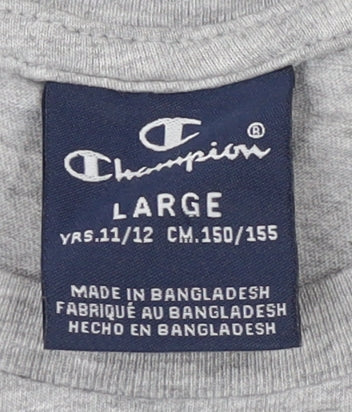 Champion®
LARGE
YRS.11/12 CM.150/155
MADE IN BANGLADESH
FABRIQUÉ AU BANGLADESH
HECHO EN BANGLADESH